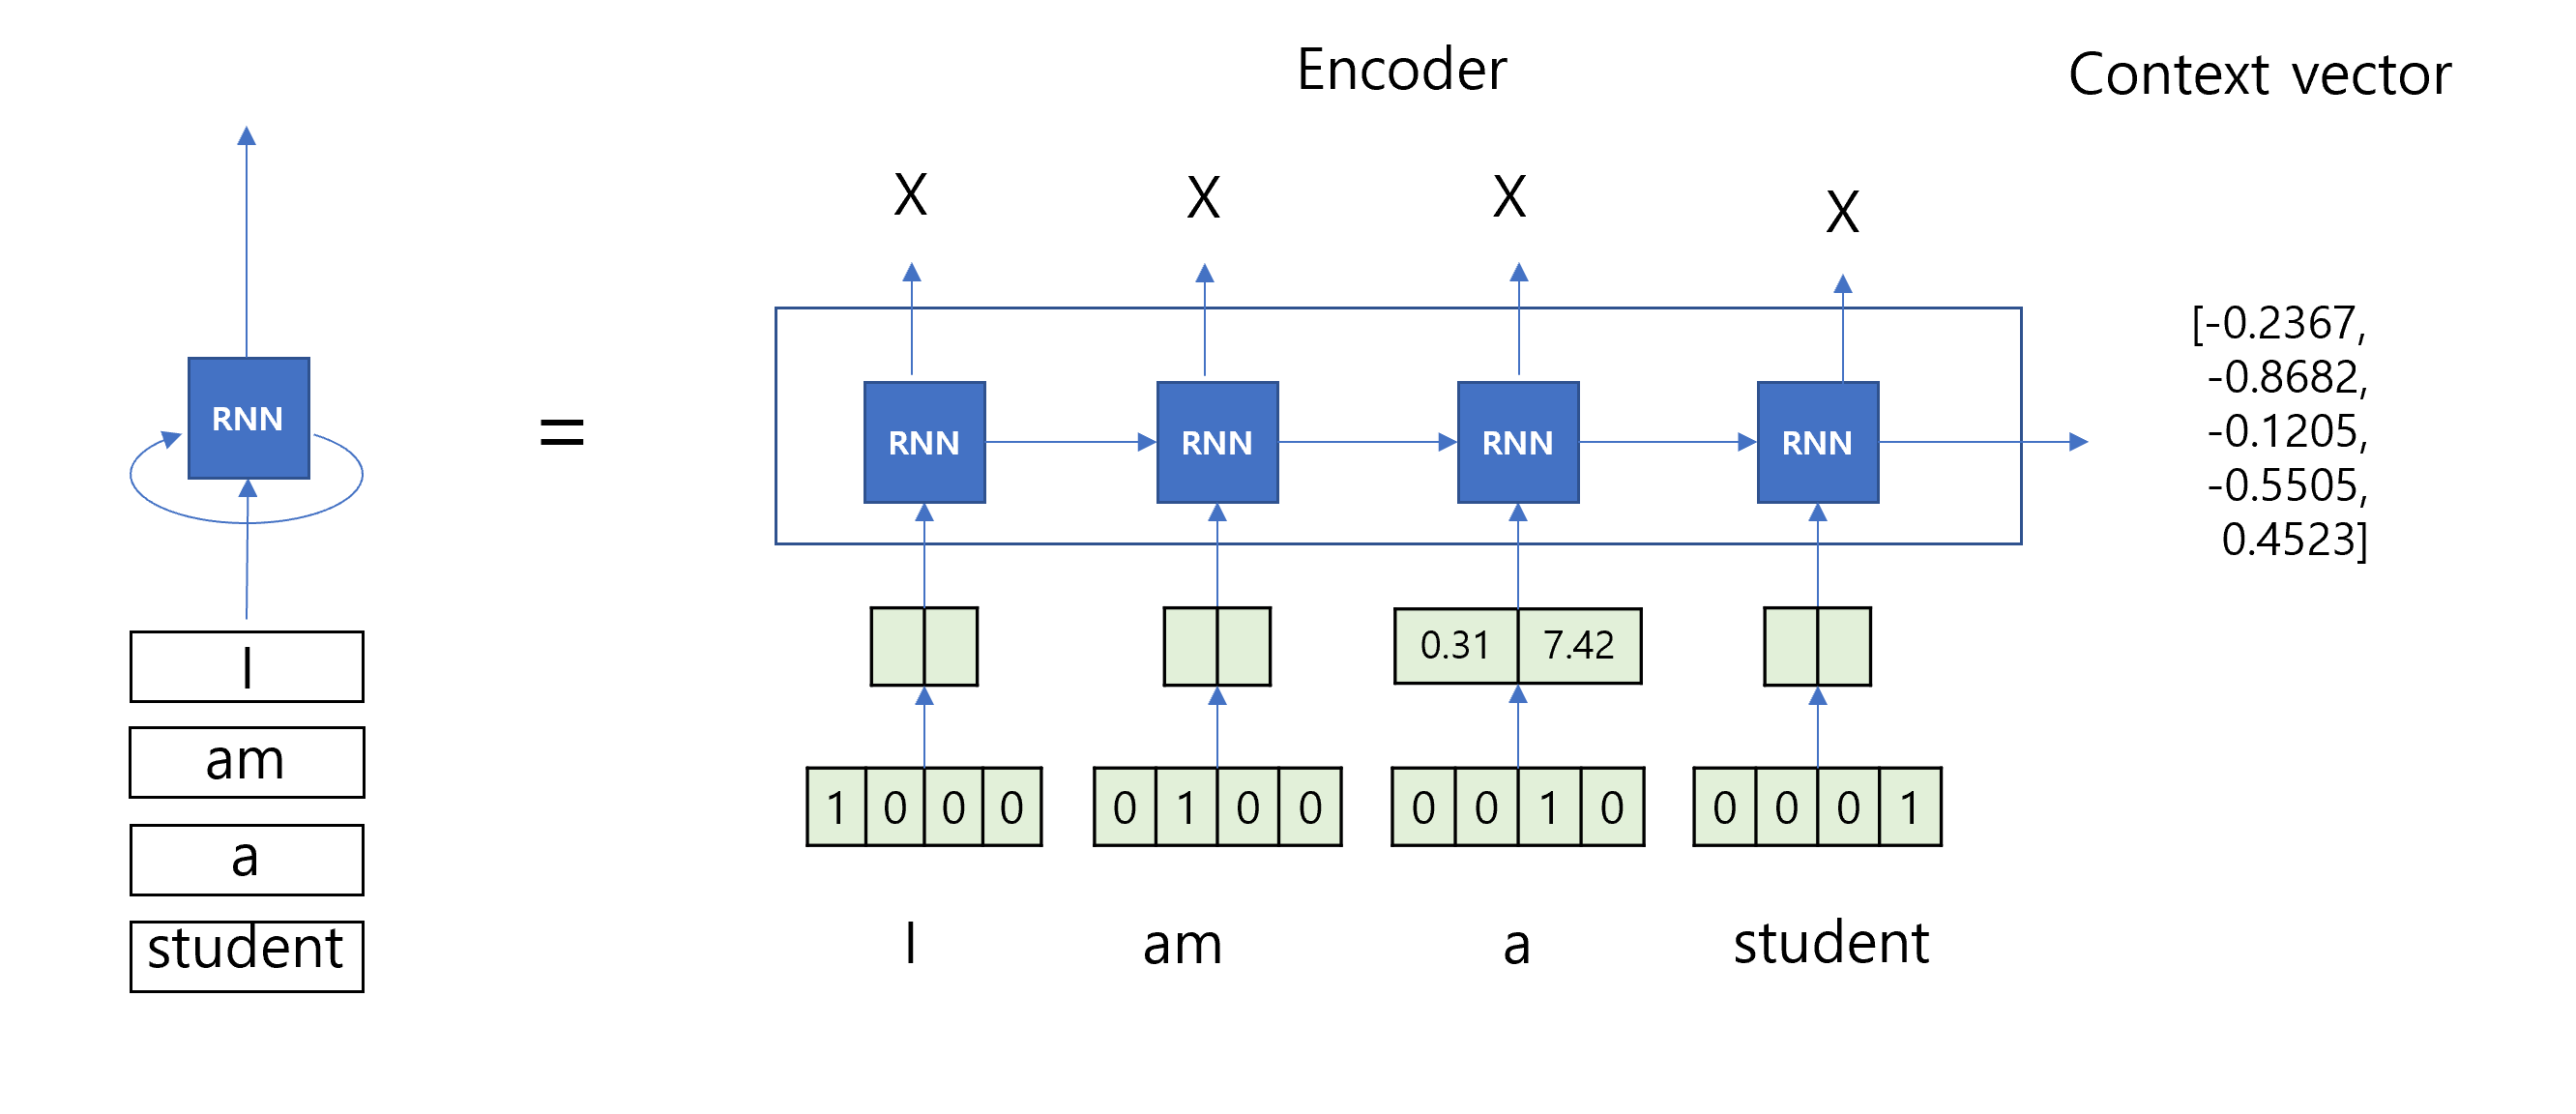 Encoder
Context vector
X X X X
RNN
=
RNN RNN RNN RNN
[-0.2367,
-0.8682,
-0.1205,
-0.5505,
0.4523]
I
am
a
student
0.31 7.42
1 0 0 0
0 1 0 0
0 0 1 0
0 0 0 1
I am a student